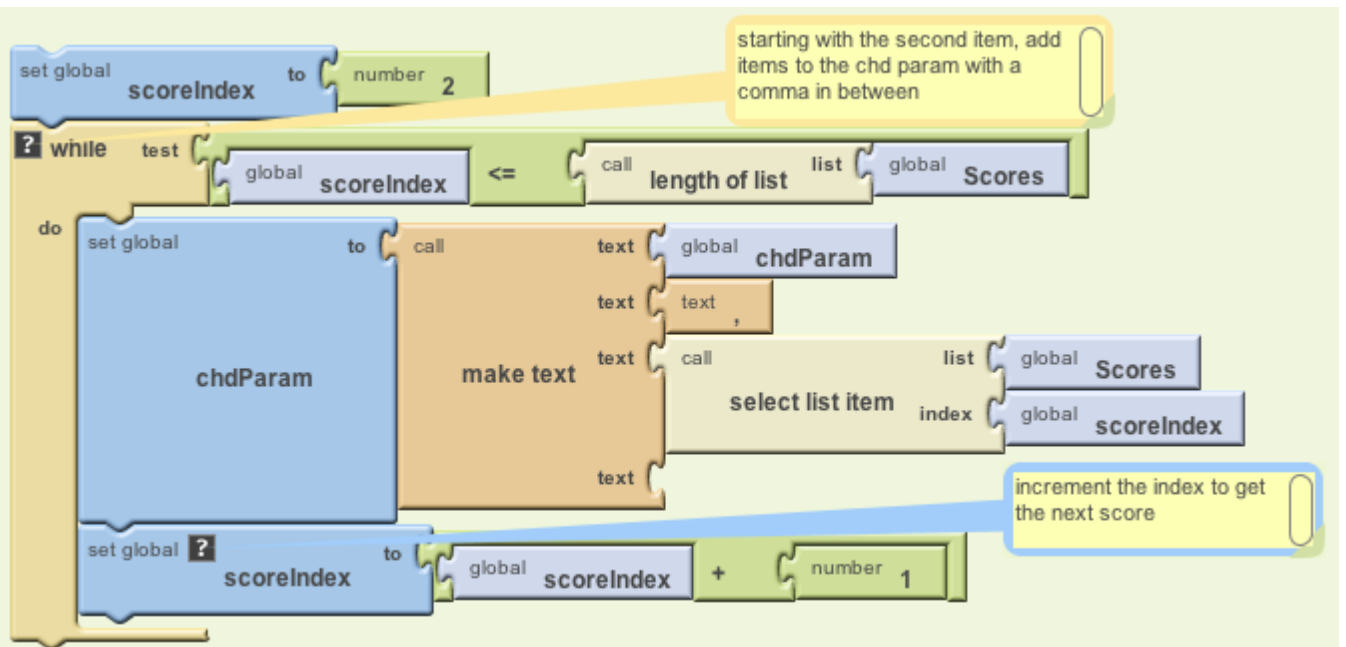 starting with the second item, add
items to the chd param with a
comma in between
set global scoreIndex to number 2
? while test global scoreIndex <= call length of list list global Scores
do
set global chdParam to call make text text global chdParam
text text ,
text call select list item list global Scores
index global scoreIndex
text
increment the index to get
the next score
set global ? scoreIndex to global scoreIndex + number 1